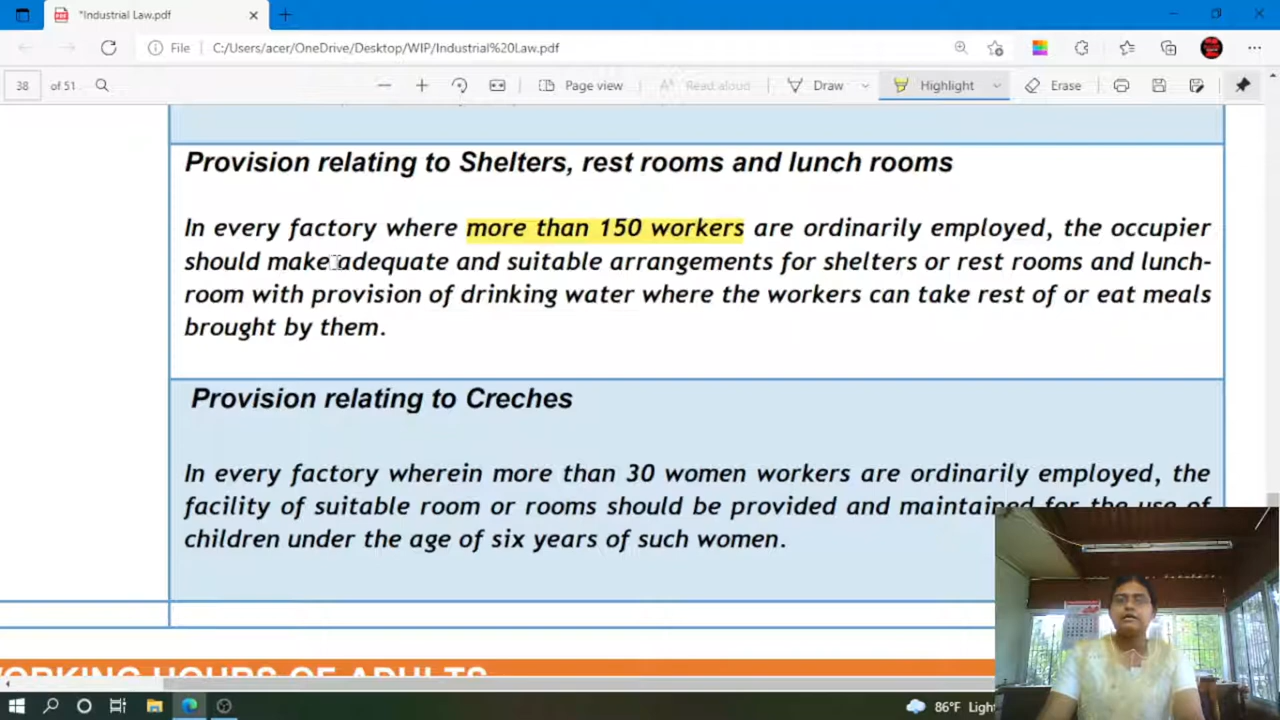 *Industrial Law.pdf
File
C:/Users/acer/OneDrive/Desktop/WIP/Industrial%20Law.pdf
38 of 51
Page view
Read aloud
Draw
Highlight
Erase
Provision relating to Shelters, rest rooms and lunch rooms
In every factory where more than 150 workers are ordinarily employed, the occupier
should make adequate and suitable arrangements for shelters or rest rooms and lunch-
room with provision of drinking water where the workers can take rest of or eat meals
brought by them.
Provision relating to Creches
In every factory wherein more than 30 women workers are ordinarily employed, the
facility of suitable room or rooms should be provided and maintained for the use of
children under the age of six years of such women.
WORKING HOURS OF ADULTS
86°F Light